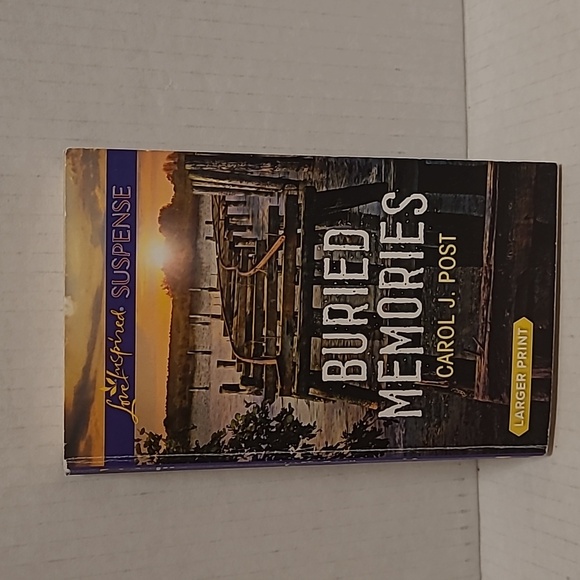 Love Inspired®
SUSPENSE
BURIED
MEMORIES
CAROL J. POST
LARGER PRINT